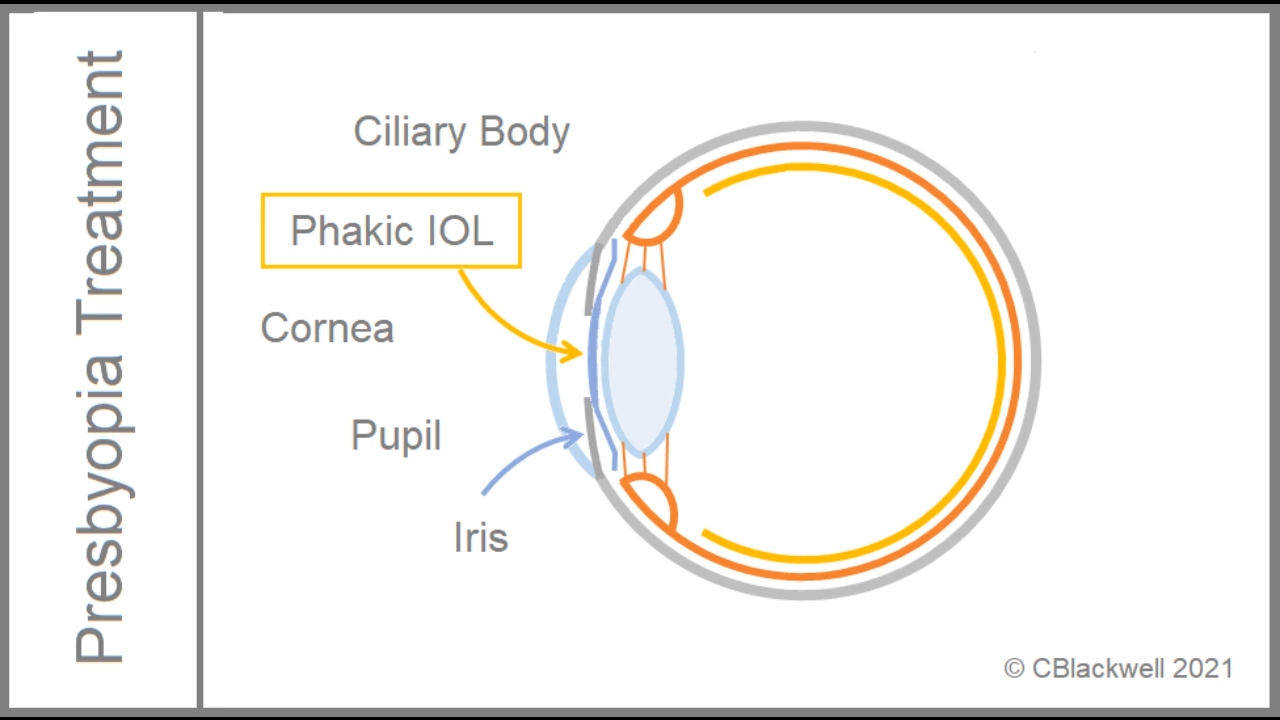 Presbyopia Treatment
Ciliary Body
Phakic IOL
Cornea
Pupil
Iris
© CBlackwell 2021